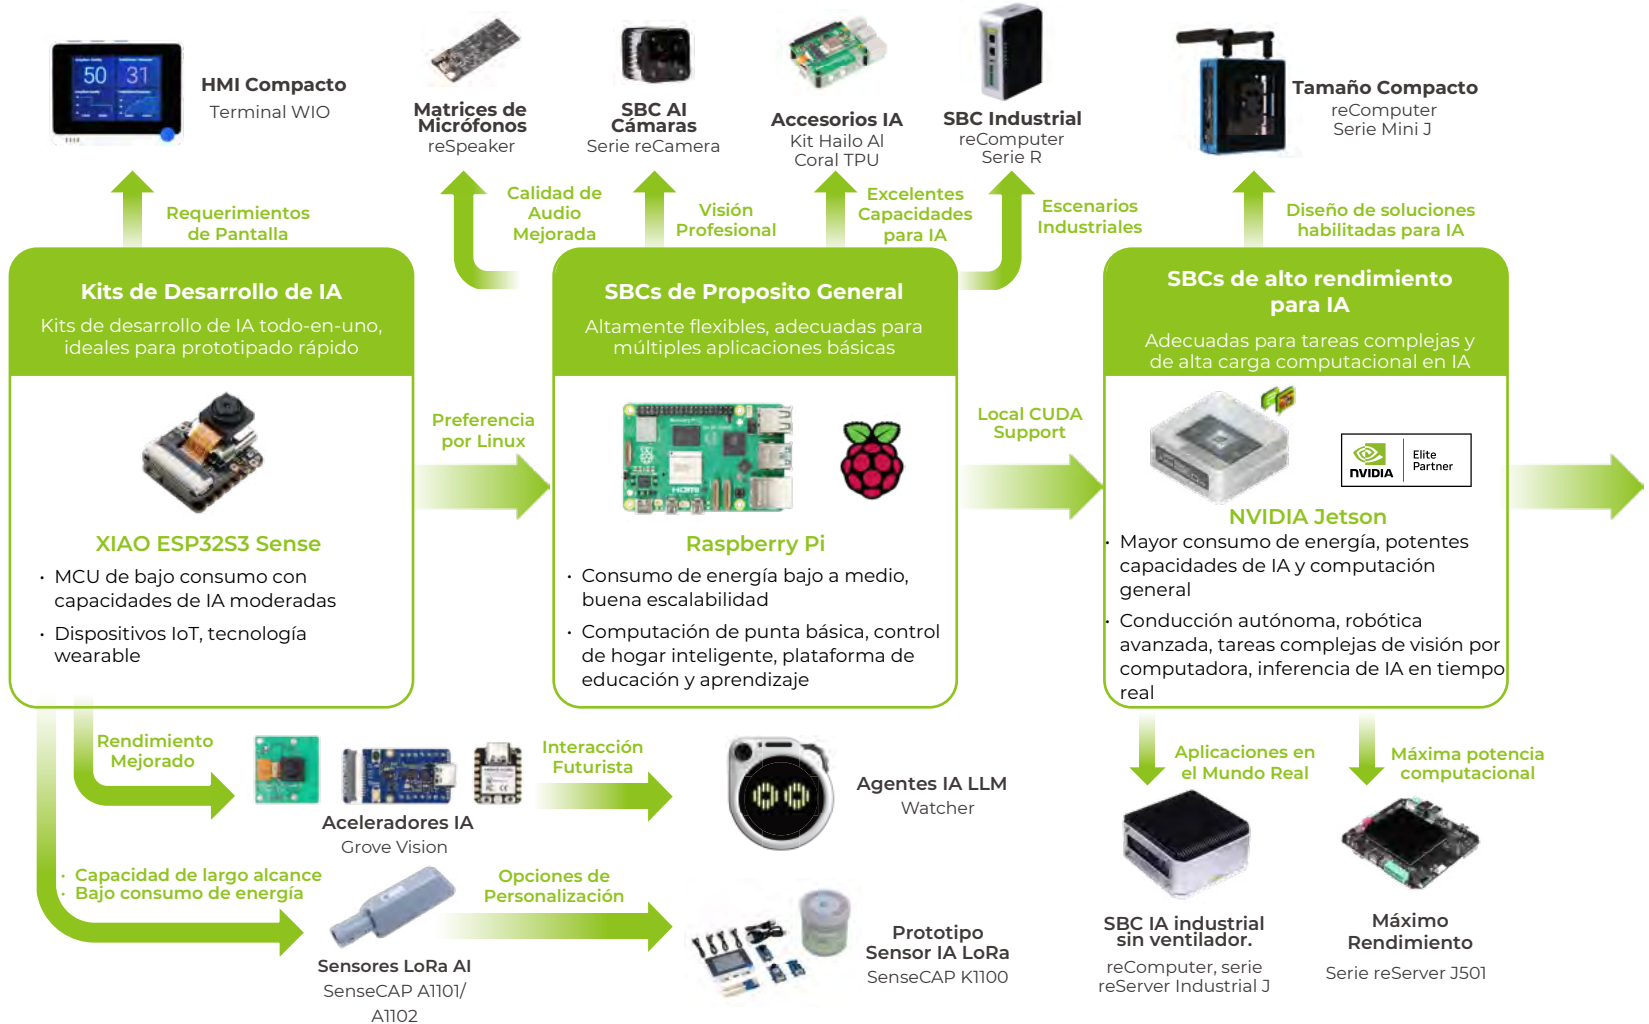 50
31
HMI Compacto
Terminal WIO
Matrices de
Micrófonos
reSpeaker
SBC AI
Cámaras
Serie reCamera
Accesorios IA
Kit Hailo AI
Coral TPU
SBC Industrial
reComputer
Serie R
Tamaño Compacto
reComputer
Serie Mini J
Requerimientos
de Pantalla
Calidad de
Audio
Mejorada
Visión
Profesional
Excelentes
Capacidades
para IA
Escenarios
Industriales
Diseño de soluciones
habilitadas para IA
Kits de Desarrollo de IA
Kits de desarrollo de IA todo-en-uno,
ideales para prototipado rápido
XIAO ESP32S3 Sense
· MCU de bajo consumo con
capacidades de IA moderadas
· Dispositivos IoT, tecnología
wearable
Preferencia
por Linux
SBCs de Proposito General
Altamente flexibles, adecuadas para
múltiples aplicaciones básicas
HDMI
Raspberry Pi
· Consumo de energía bajo a medio,
buena escalabilidad
· Computación de punta básica, control
de hogar inteligente, plataforma de
educación y aprendizaje
Local CUDA
Support
SBCs de alto rendimiento
para IA
Adecuadas para tareas complejas y
de alta carga computacional en IA
NVIDIA
Elite
Partner
NVIDIA Jetson
· Mayor consumo de energía, potentes
capacidades de IA y computación
general
· Conducción autónoma, robótica
avanzada, tareas complejas de visión por
computadora, inferencia de IA en tiempo
real
Rendimiento
Mejorado
Aceleradores IA
Grove Vision
Interacción
Futurista
Agentes IA LLM
Watcher
· Capacidad de largo alcance
· Bajo consumo de energía
Sensores LoRa AI
SenseCAP A1101/
A1102
Opciones de
Personalización
Prototipo
Sensor IA LoRa
SenseCAP K1100
Aplicaciones en
el Mundo Real
SBC IA industrial
sin ventilador.
reComputer, serie
reServer Industrial J
Máxima potencia
computacional
Máximo
Rendimiento
Serie reServer J501